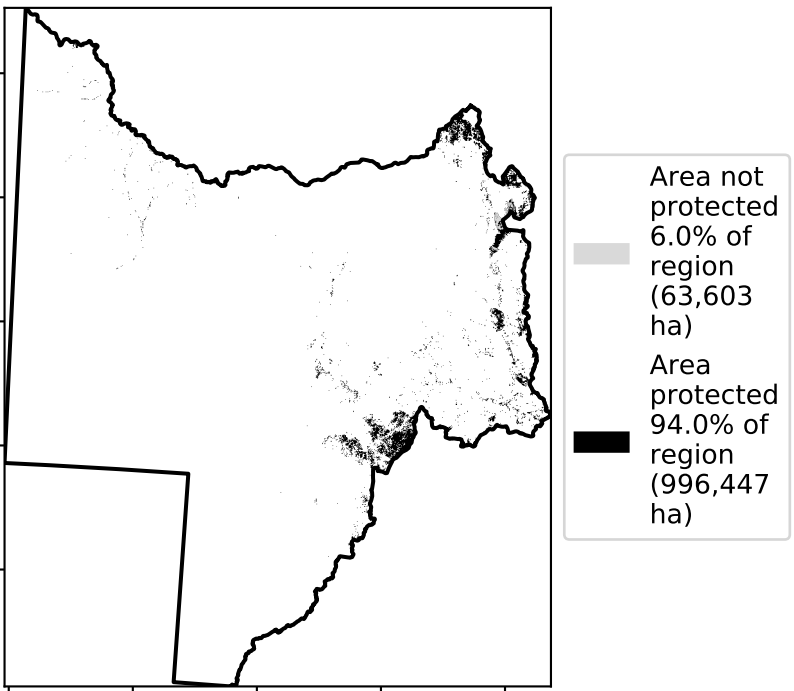 Area not
protected
6.0% of
region
(63,603
ha)
Area
protected
94.0% of
region
(996,447
ha)